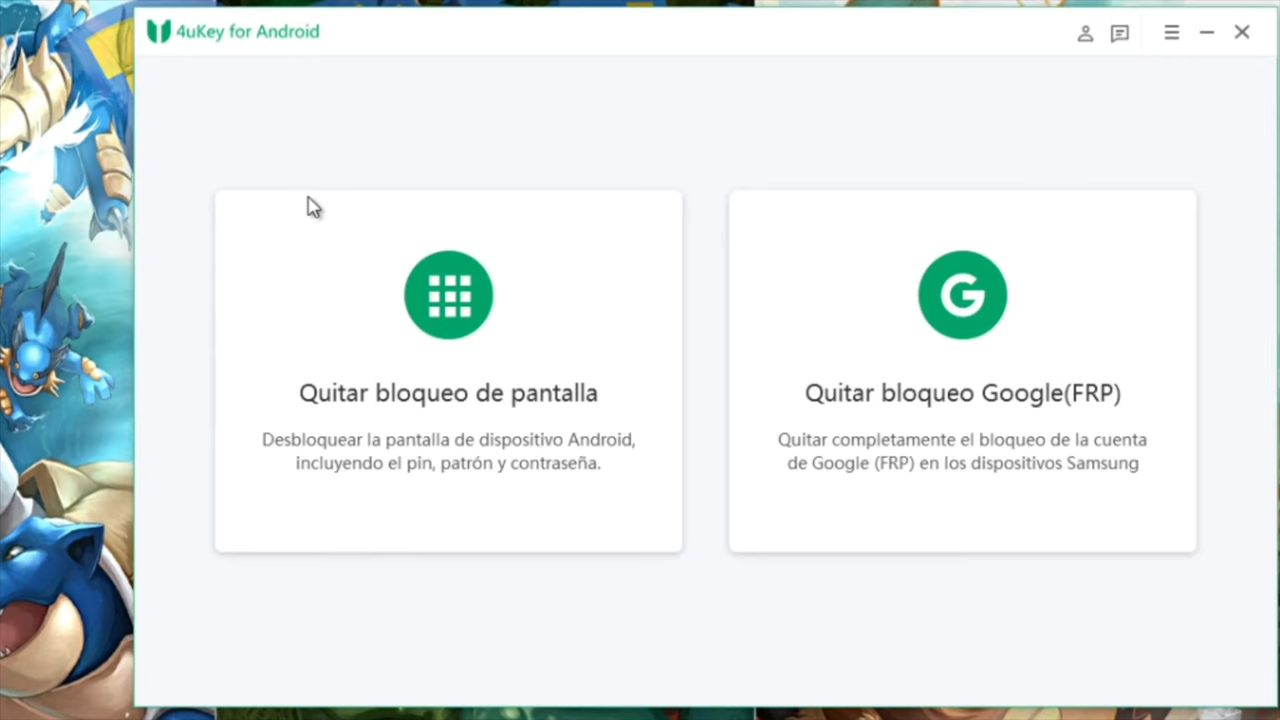 4uKey for Android
Quitar bloqueo de pantalla
Desbloquear la pantalla de dispositivo Android,
incluyendo el pin, patrón y contraseña.
Quitar bloqueo Google(FRP)
Quitar completamente el bloqueo de la cuenta
de Google (FRP) en los dispositivos Samsung